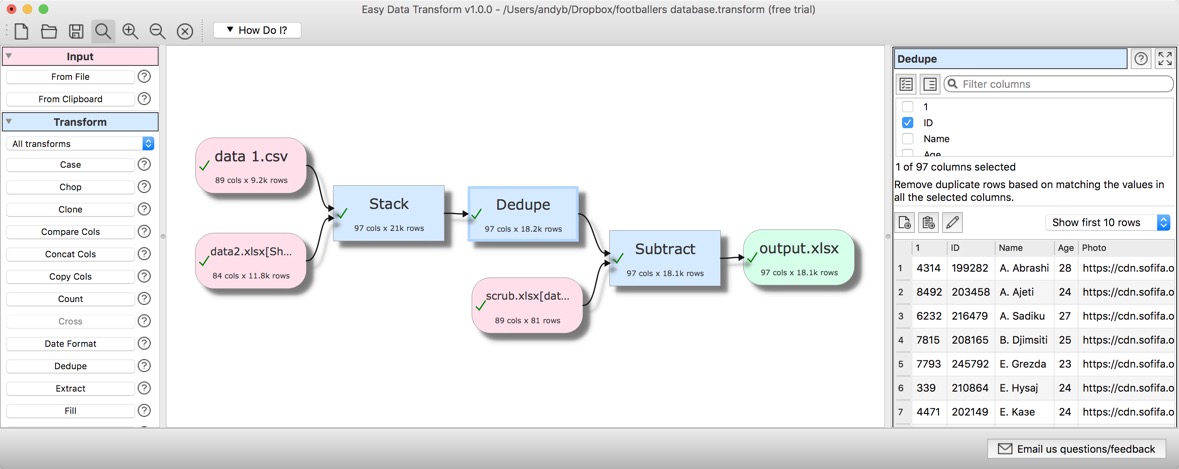 Easy Data Transform v1.0.0 - /Users/andyb/Dropbox/footballers database.transform (free trial)
How Do I?
Input
From File
From Clipboard
Transform
All transforms
Case
Chop
Clone
Compare Cols
Concat Cols
Copy Cols
Count
Cross
Date Format
Dedupe
Extract
Fill
data 1.csv
89 cols x 9.2k rows
data2.xlsx[Sh...
84 cols x 11.8k rows
Stack
97 cols x 21k rows
Dedupe
97 cols x 18.2k rows
scrub.xlsx[dat...
89 cols x 81 rows
Subtract
97 cols x 18.1k rows
output.xlsx
97 cols x 18.1k rows
Dedupe
Filter columns
1
ID
Name
Age
1 of 97 columns selected
Remove duplicate rows based on matching the values in
all the selected columns.
Show first 10 rows
1 ID Name Age Photo
1 4314 199282 A. Abrashi 28 https://cdn.sofifa.o
2 8492 203458 A. Ajeti 24 https://cdn.sofifa.o
3 6232 216479 A. Sadiku 27 https://cdn.sofifa.o
4 7815 208165 B. Djimsiti 25 https://cdn.sofifa.o
5 7793 245792 E. Grezda 23 https://cdn.sofifa.o
6 339 210864 E. Hysaj 24 https://cdn.sofifa.o
7 4471 202149 E. Kase 24 https://cdn.sofifa.o
Email us questions/feedback